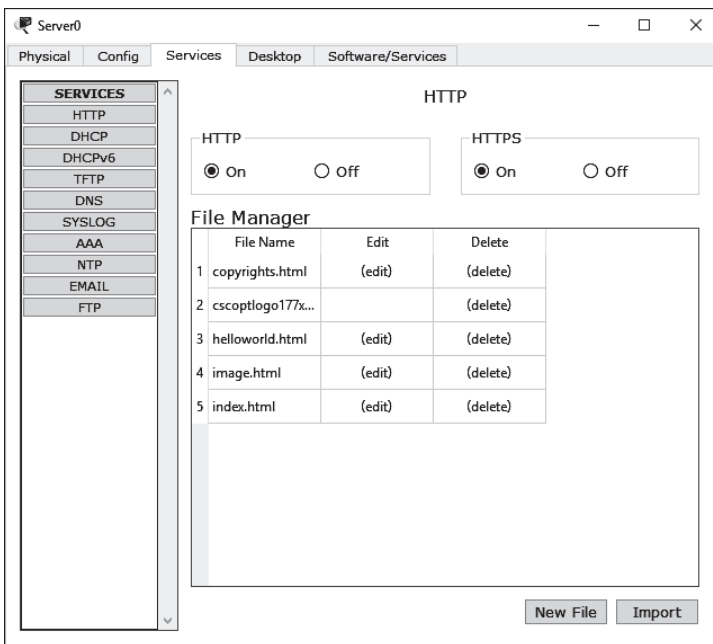 Server0
Physical Config Services Desktop Software/Services
SERVICES
HTTP
DHCP
DHCPv6
TFTP
DNS
SYSLOG
AAA
NTP
EMAIL
FTP
HTTP
HTTP HTTPS
On Off On Off
File Manager
File Name Edit Delete
1 copyrights.html (edit) (delete)
2 cscoptlogo177x... (delete)
3 helloworld.html (edit) (delete)
4 image.html (edit) (delete)
5 index.html (edit) (delete)
New File Import